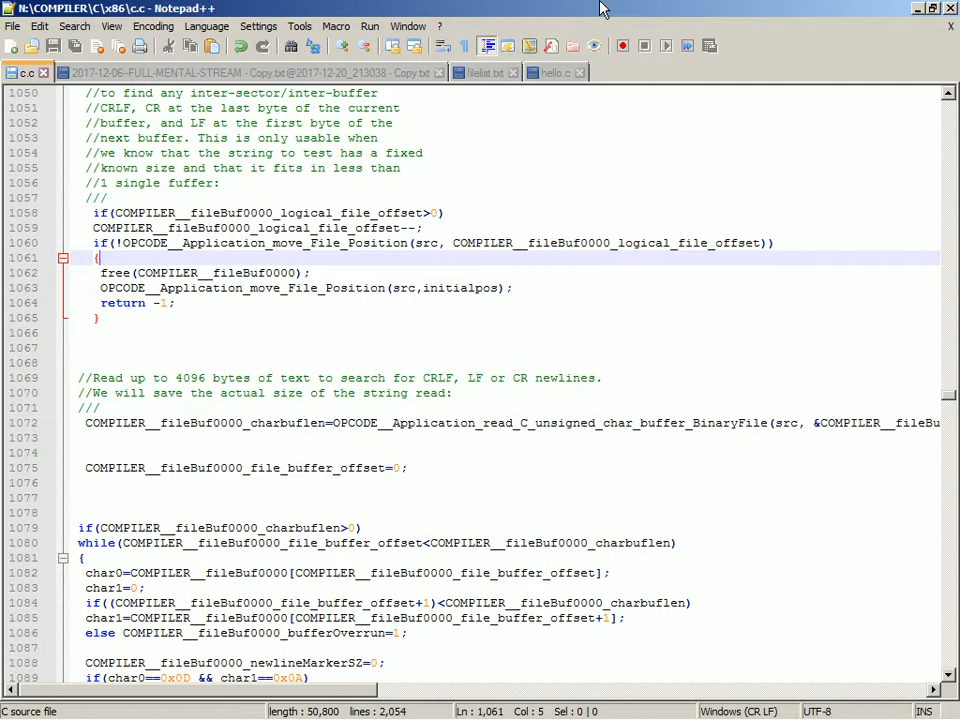 N:\COMPILER\C\x86\c.c - Notepad++
File Edit Search View Encoding Language Settings Tools Macro Run Window ? X
c.c 2017-12-06--FULL-MENTAL-STREAM - Copy.txt@2017-12-20_213038 - Copy.txt filelist.txt hello.c
1050 //to find any inter-sector/inter-buffer
1051 //CRLF, CR at the last byte of the current
1052 //buffer, and LF at the first byte of the
1053 //next buffer. This is only usable when
1054 //we know that the string to test has a fixed
1055 //known size and that it fits in less than
1056 //1 single fuffer:
1057 ///
1058 if(COMPILER__fileBuf0000_logical_file_offset>0)
1059 COMPILER__fileBuf0000_logical_file_offset--;
1060 if(!OPCODE__Application_move_File_Position(src, COMPILER__fileBuf0000_logical_file_offset))
1061 {
1062 free(COMPILER__fileBuf0000);
1063 OPCODE__Application_move_File_Position(src,initialpos);
1064 return -1;
1065 }
1066
1067
1068
1069 //Read up to 4096 bytes of text to search for CRLF, LF or CR newlines.
1070 //We will save the actual size of the string read:
1071 ///
1072 COMPILER__fileBuf0000_charbuflen=OPCODE__Application_read_C_unsigned_char_buffer_BinaryFile(src, &COMPILER__fileBu
1073
1074
1075 COMPILER__fileBuf0000_file_buffer_offset=0;
1076
1077
1078
1079 if(COMPILER__fileBuf0000_charbuflen>0)
1080 while(COMPILER__fileBuf0000_file_buffer_offset<COMPILER__fileBuf0000_charbuflen)
1081 {
1082 char0=COMPILER__fileBuf0000[COMPILER__fileBuf0000_file_buffer_offset];
1083 char1=0;
1084 if((COMPILER__fileBuf0000_file_buffer_offset+1)<COMPILER__fileBuf0000_charbuflen)
1085 char1=COMPILER__fileBuf0000[COMPILER__fileBuf0000_file_buffer_offset+1];
1086 else COMPILER__fileBuf0000_bufferOverrun=1;
1087
1088 COMPILER__fileBuf0000_newlineMarkerSZ=0;
1089 if(char0==0x0D && char1==0x0A)
C source file length : 50,800 lines : 2,054 Ln : 1,061 Col : 5 Sel : 0 | 0 Windows (CR LF) UTF-8 INS